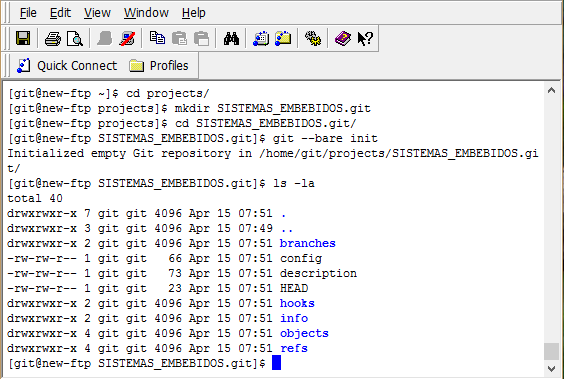 File Edit View Window Help
Quick Connect Profiles
[git@new-ftp ~]$ cd projects/
[git@new-ftp projects]$ mkdir SISTEMAS_EMBEBIDOS.git
[git@new-ftp projects]$ cd SISTEMAS_EMBEBIDOS.git/
[git@new-ftp SISTEMAS_EMBEBIDOS.git]$ git --bare init
Initialized empty Git repository in /home/git/projects/SISTEMAS_EMBEBIDOS.gi
t/
[git@new-ftp SISTEMAS_EMBEBIDOS.git]$ ls -la
total 40
drwxrwxr-x 7 git git 4096 Apr 15 07:51 .
drwxrwxr-x 3 git git 4096 Apr 15 07:49 ..
drwxrwxr-x 2 git git 4096 Apr 15 07:51 branches
-rw-rw-r-- 1 git git   66 Apr 15 07:51 config
-rw-rw-r-- 1 git git   73 Apr 15 07:51 description
-rw-rw-r-- 1 git git   23 Apr 15 07:51 HEAD
drwxrwxr-x 2 git git 4096 Apr 15 07:51 hooks
drwxrwxr-x 2 git git 4096 Apr 15 07:51 info
drwxrwxr-x 4 git git 4096 Apr 15 07:51 objects
drwxrwxr-x 4 git git 4096 Apr 15 07:51 refs
[git@new-ftp SISTEMAS_EMBEBIDOS.git]$